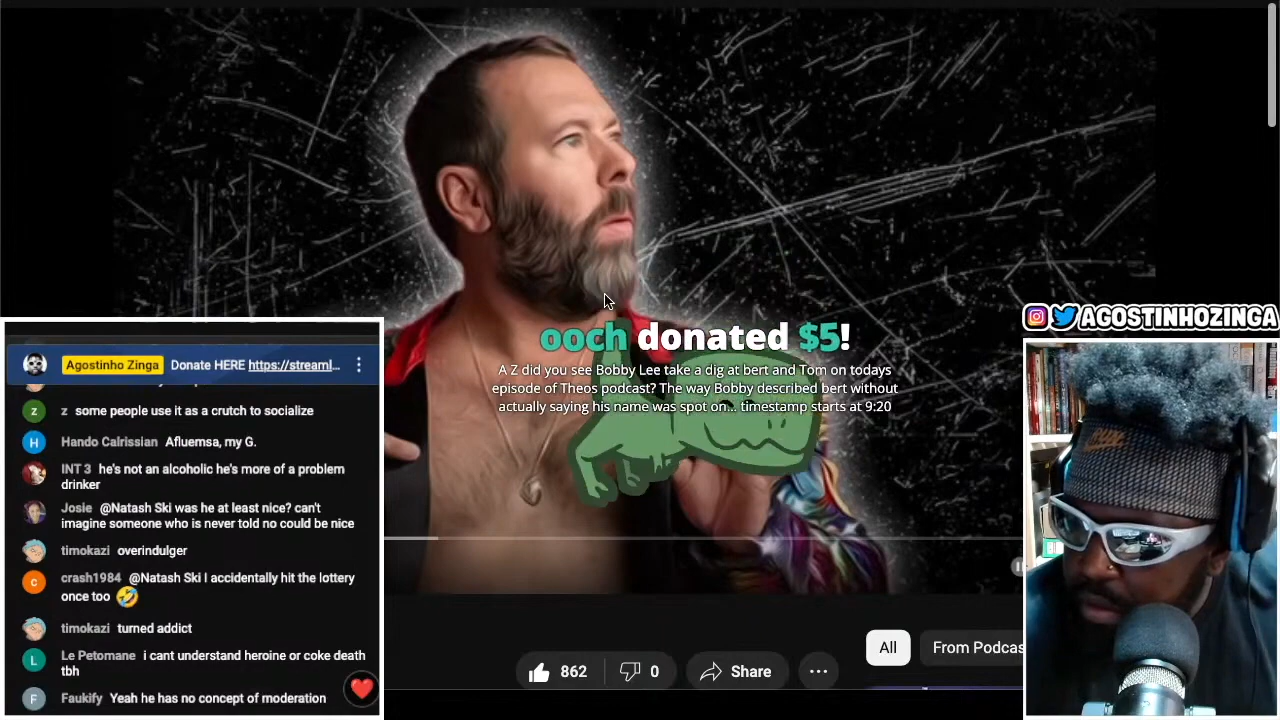 ooch donated $5!
A Z did you see Bobby Lee take a dig at bert and Tom on todays
episode of Theos podcast? The way Bobby described bert without
actually saying his name was spot on... timestamp starts at 9:20
AGOSTINHOZINGA
Agostinho Zinga Donate HERE https://streaml...
z some people use it as a crutch to socialize
Hando Calrissian Afluemsa, my G.
INT 3 he's not an alcoholic he's more of a problem
drinker
Josie @Natash Ski was he at least nice? can't
imagine someone who is never told no could be nice
timokazi overindulger
crash1984 @Natash Ski I accidentally hit the lottery
once too 🤣
timokazi turned addict
Le Petomane i cant understand heroine or coke death
tbh
Faukify Yeah he has no concept of moderation
862 0 Share
All From Podcas